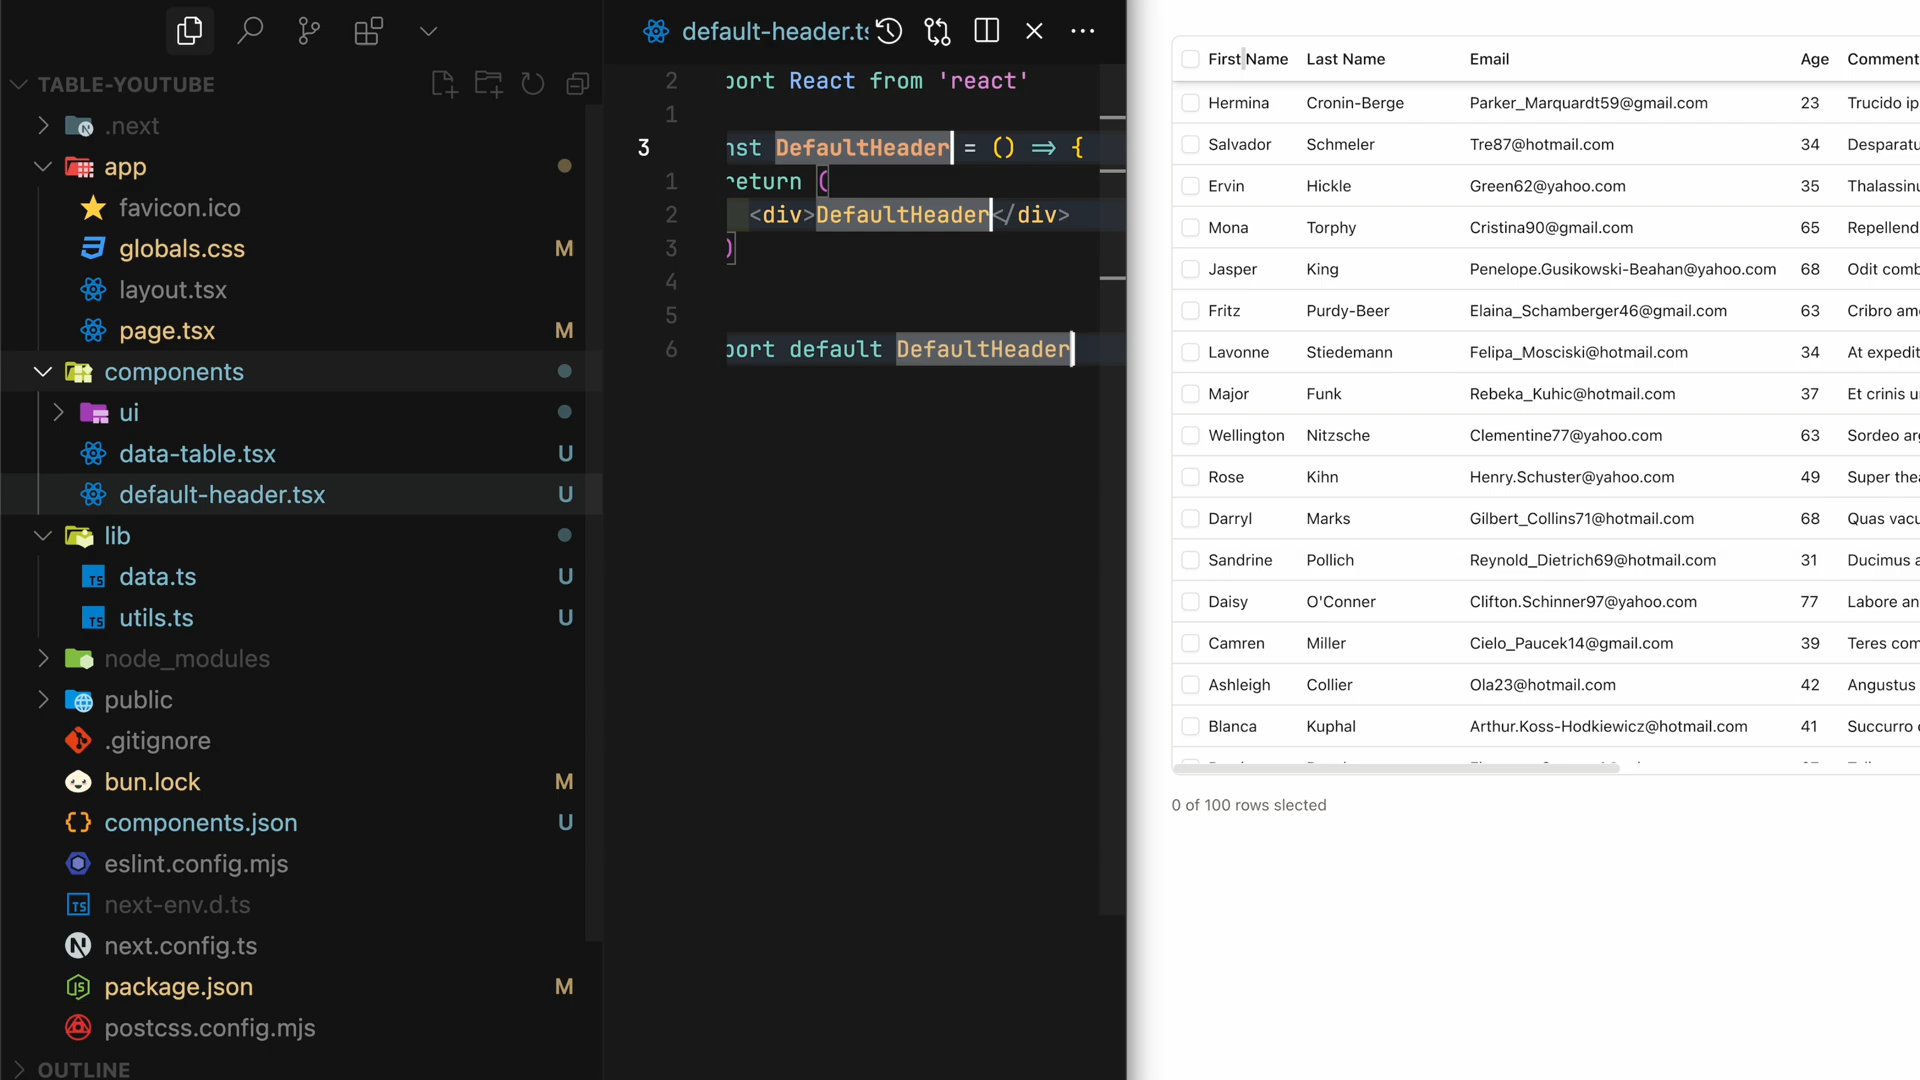 TABLE-YOUTUBE
.next
app
favicon.ico
globals.css M
layout.tsx
page.tsx M
components
ui
data-table.tsx U
default-header.tsx U
lib
data.ts U
utils.ts U
node_modules
public
.gitignore
bun.lock M
components.json U
eslint.config.mjs
next-env.d.ts
next.config.ts
package.json M
postcss.config.mjs
OUTLINE
default-header.ts
2 port React from 'react'
1
3 nst DefaultHeader = () => {
1 return (
2 <div>DefaultHeader</div>
3 )
4
5
6 port default DefaultHeader
First Name Last Name Email Age Comment
Hermina Cronin-Berge Parker_Marquardt59@gmail.com 23 Trucido ip
Salvador Schmeler Tre87@hotmail.com 34 Desparatu
Ervin Hickle Green62@yahoo.com 35 Thalassinu
Mona Torphy Cristina90@gmail.com 65 Repellend
Jasper King Penelope.Gusikowski-Beahan@yahoo.com 68 Odit comb
Fritz Purdy-Beer Elaina_Schamberger46@gmail.com 63 Cribro am
Lavonne Stiedemann Felipa_Mosciski@hotmail.com 34 At expedit
Major Funk Rebeka_Kuhic@hotmail.com 37 Et crinis u
Wellington Nitzsche Clementine77@yahoo.com 63 Sordeo ar
Rose Kihn Henry.Schuster@yahoo.com 49 Super the
Darryl Marks Gilbert_Collins71@hotmail.com 68 Quas vacu
Sandrine Pollich Reynold_Dietrich69@hotmail.com 31 Ducimus a
Daisy O'Conner Clifton.Schinner97@yahoo.com 77 Labore an
Camren Miller Cielo_Paucek14@gmail.com 39 Teres com
Ashleigh Collier Ola23@hotmail.com 42 Angustus
Blanca Kuphal Arthur.Koss-Hodkiewicz@hotmail.com 41 Succurro
0 of 100 rows slected